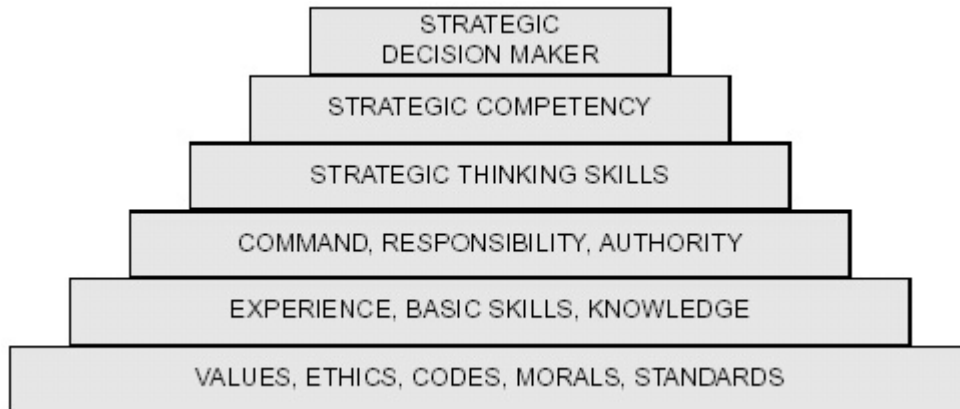 STRATEGIC
DECISION MAKER
STRATEGIC COMPETENCY
STRATEGIC THINKING SKILLS
COMMAND, RESPONSIBILITY, AUTHORITY
EXPERIENCE, BASIC SKILLS, KNOWLEDGE
VALUES, ETHICS, CODES, MORALS, STANDARDS